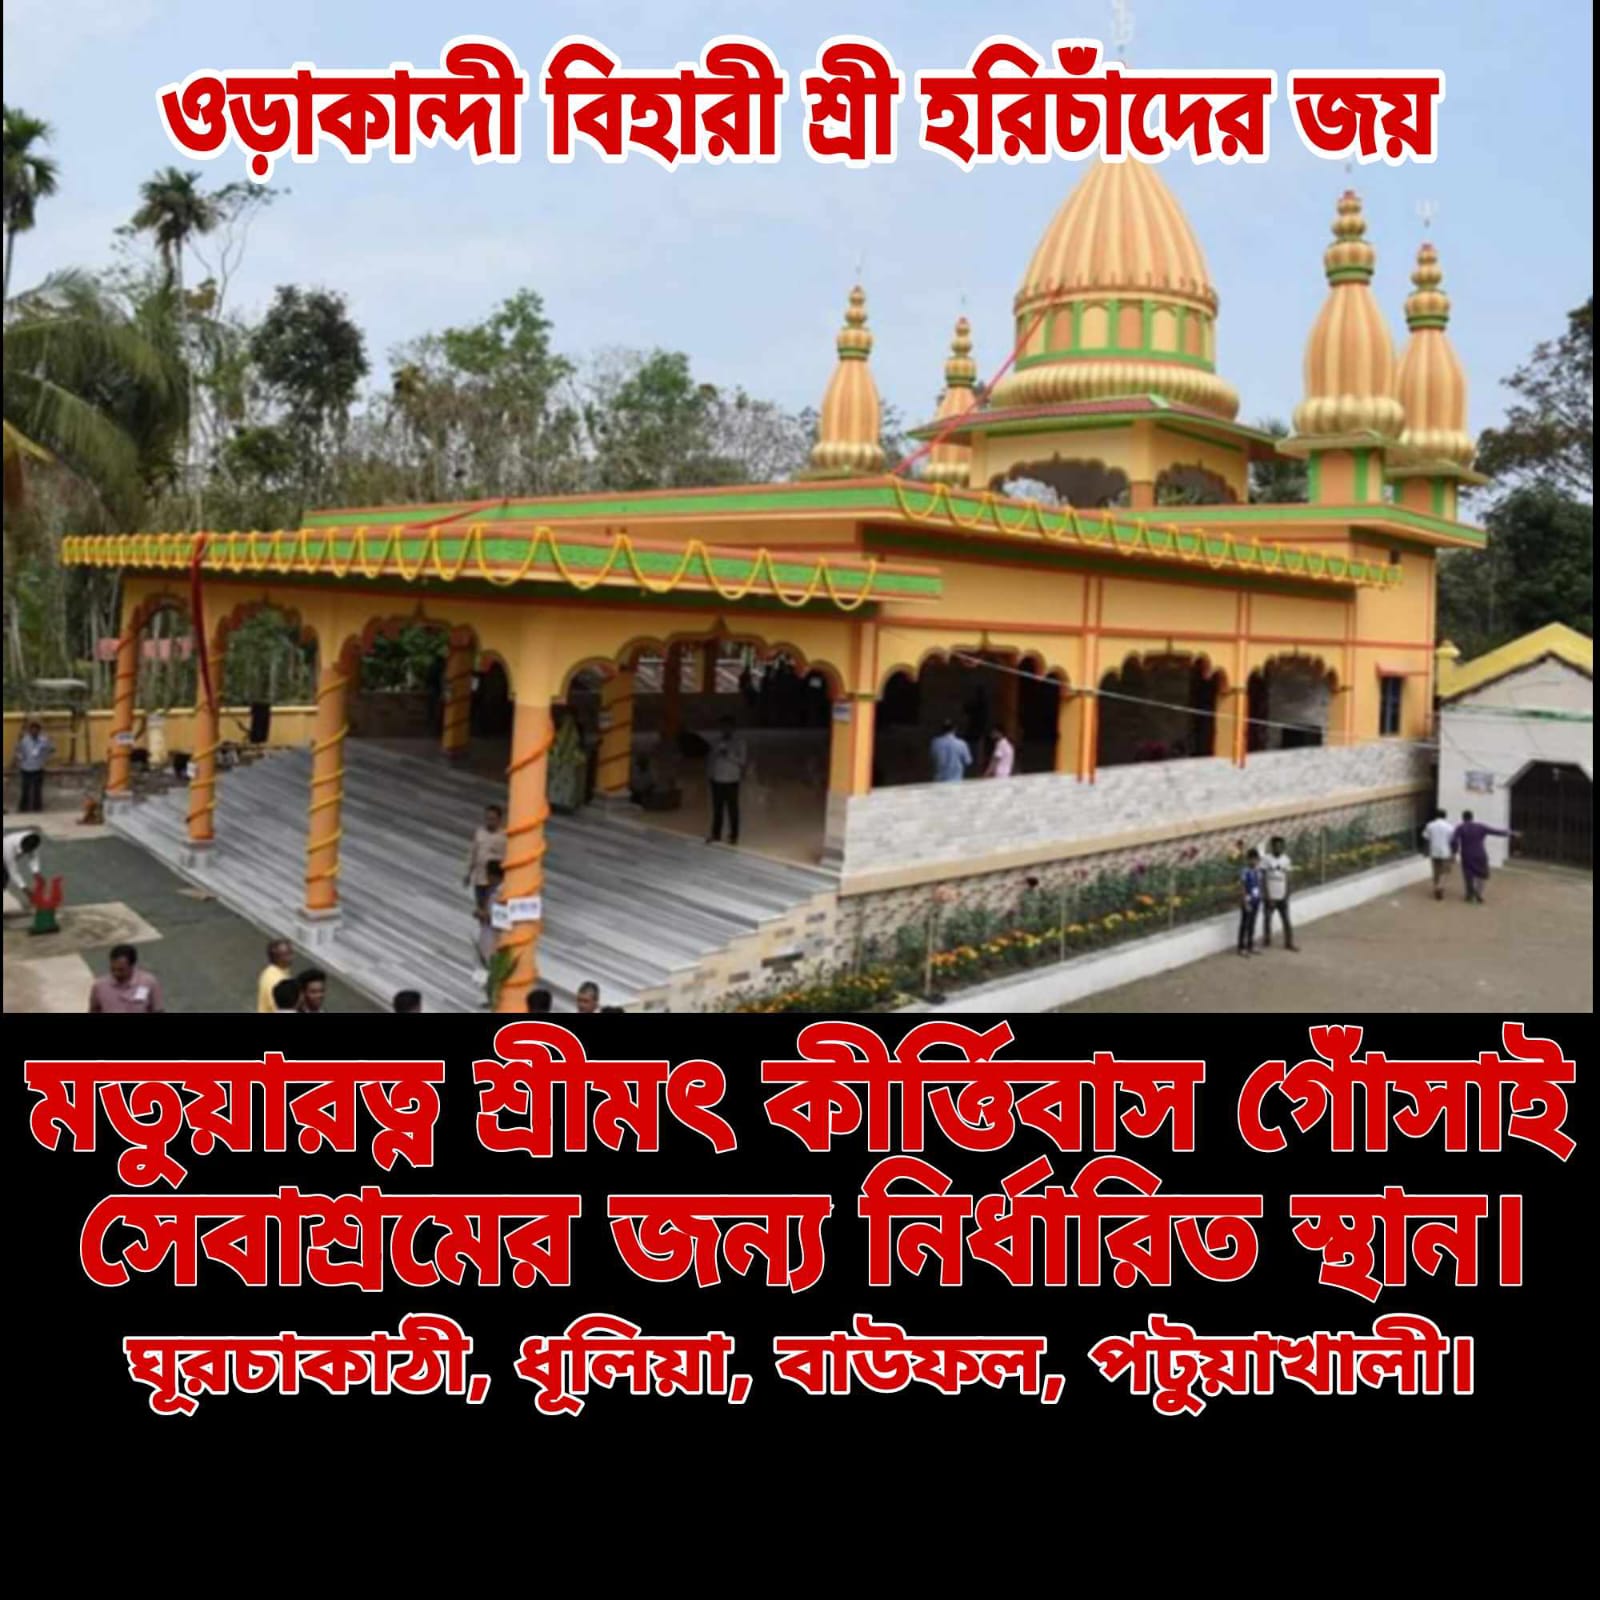 ওড়াকান্দী বিহারী শ্রী হরিচাঁদের জয়
মতুয়ারত্ন শ্রীমৎ কীর্ত্তিবাস গোঁসাই
সেবাশ্রমের জন্য নির্ধারিত স্থান।
ঘূরচাকাঠী, ধূলিয়া, বাউফল, পটুয়াখালী।